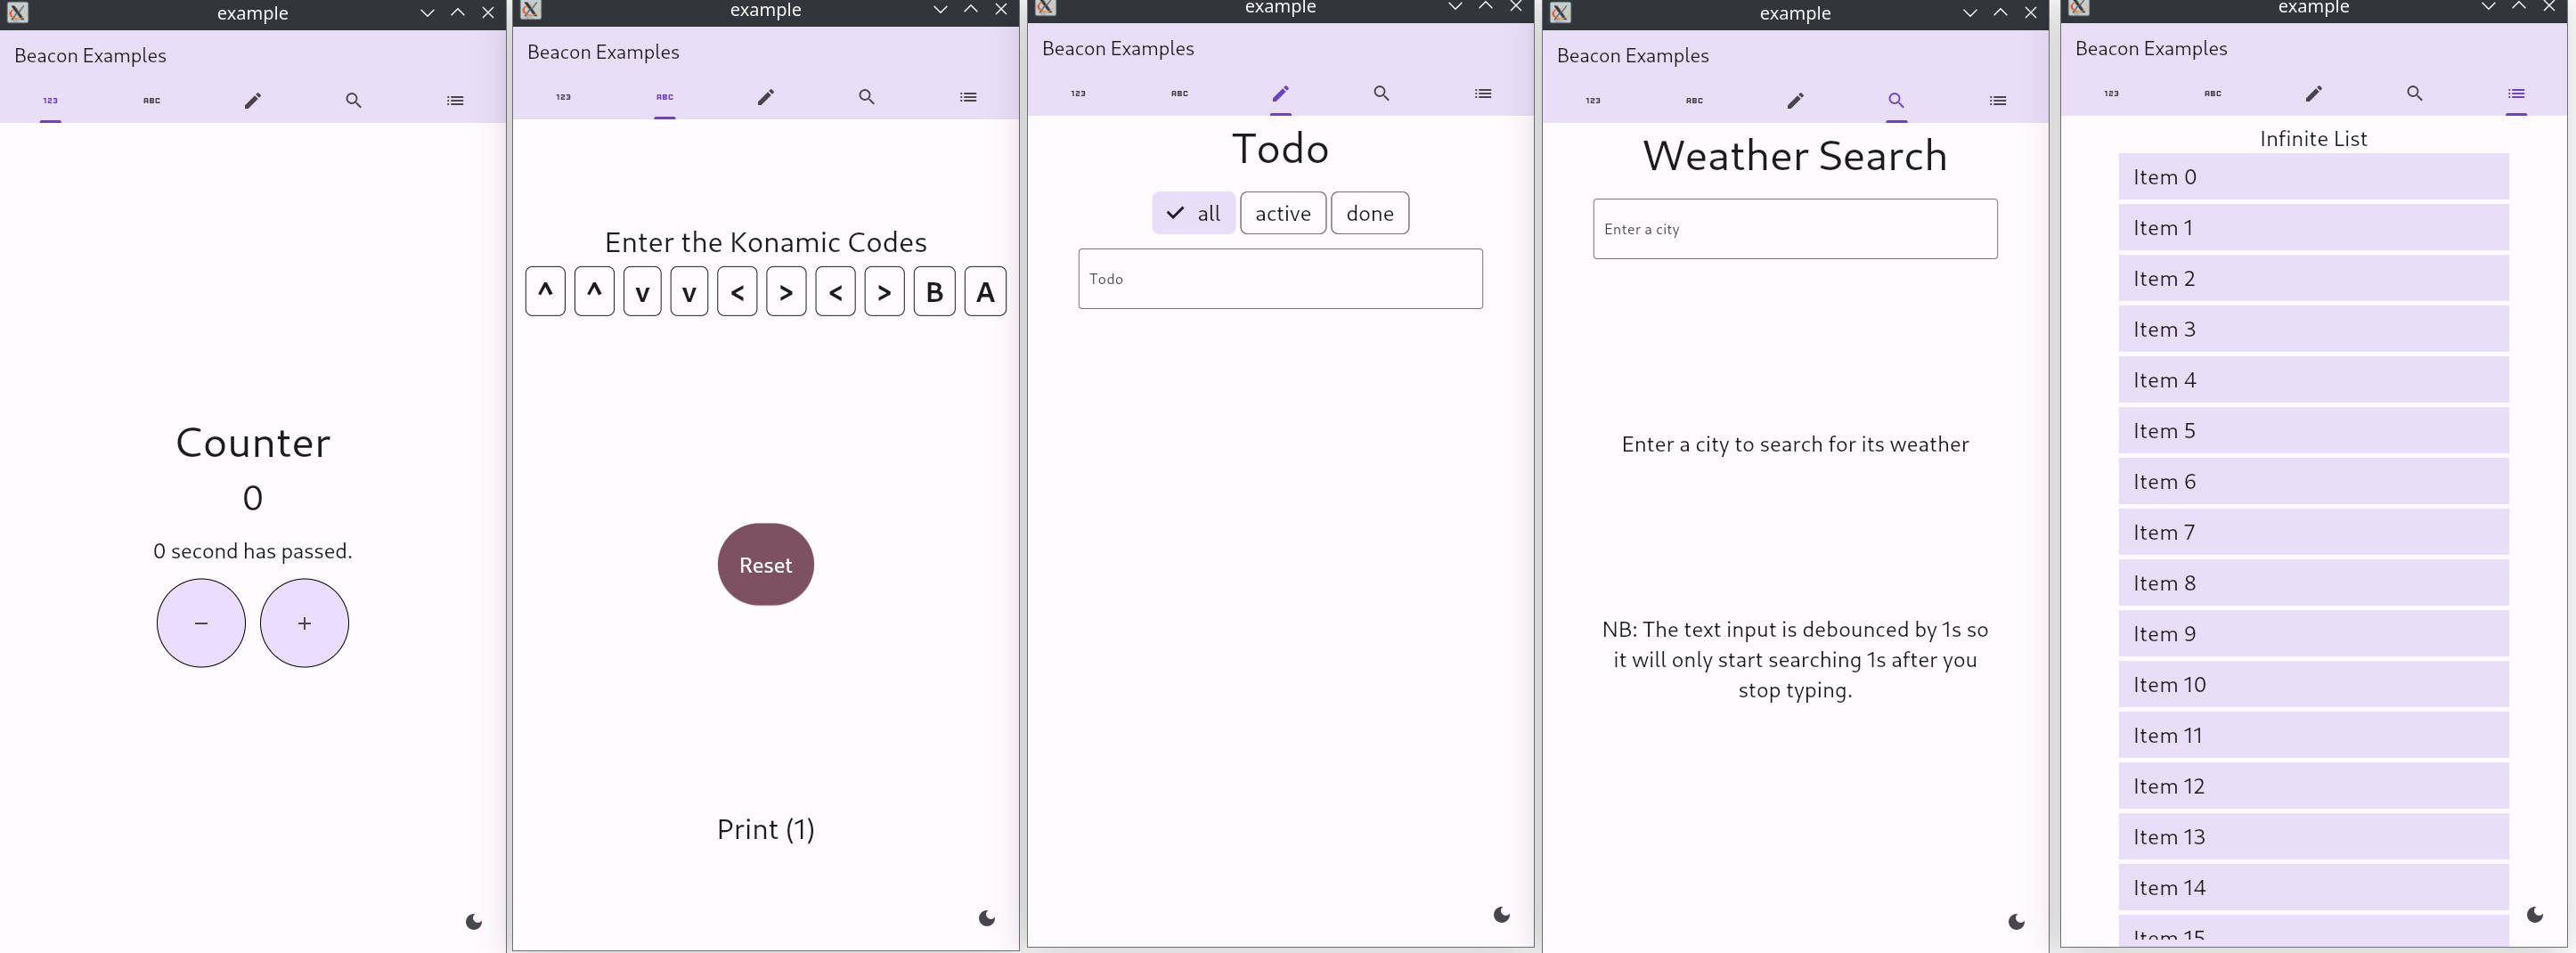 example
Beacon Examples
123 ABC
Counter
0
0 second has passed.
− +
example
Beacon Examples
123 ABC
Enter the Konamic Codes
^ ^ v v < > < > B A
Reset
Print (1)
example
Beacon Examples
123 ABC
Todo
all active done
Todo
example
Beacon Examples
123 ABC
Weather Search
Enter a city
Enter a city to search for its weather
NB: The text input is debounced by 1s so
it will only start searching 1s after you
stop typing.
example
Beacon Examples
123 ABC
Infinite List
Item 0
Item 1
Item 2
Item 3
Item 4
Item 5
Item 6
Item 7
Item 8
Item 9
Item 10
Item 11
Item 12
Item 13
Item 14
Item 15